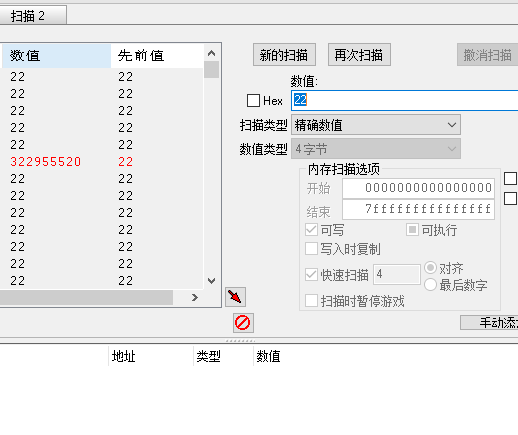 扫描 2
数值 先前值
22 22
22 22
22 22
22 22
22 22
322955520 22
22 22
22 22
22 22
22 22
22 22
22 22
22 22
新的扫描 再次扫描 撤消扫描
数值:
Hex 22
扫描类型 精确数值
数值类型 4字节
内存扫描选项
开始 0000000000000000
结束 7fffffffffffffff
可写 可执行
写入时复制
快速扫描 4 对齐
最后数字
扫描时暂停游戏
手动添
地址 类型 数值